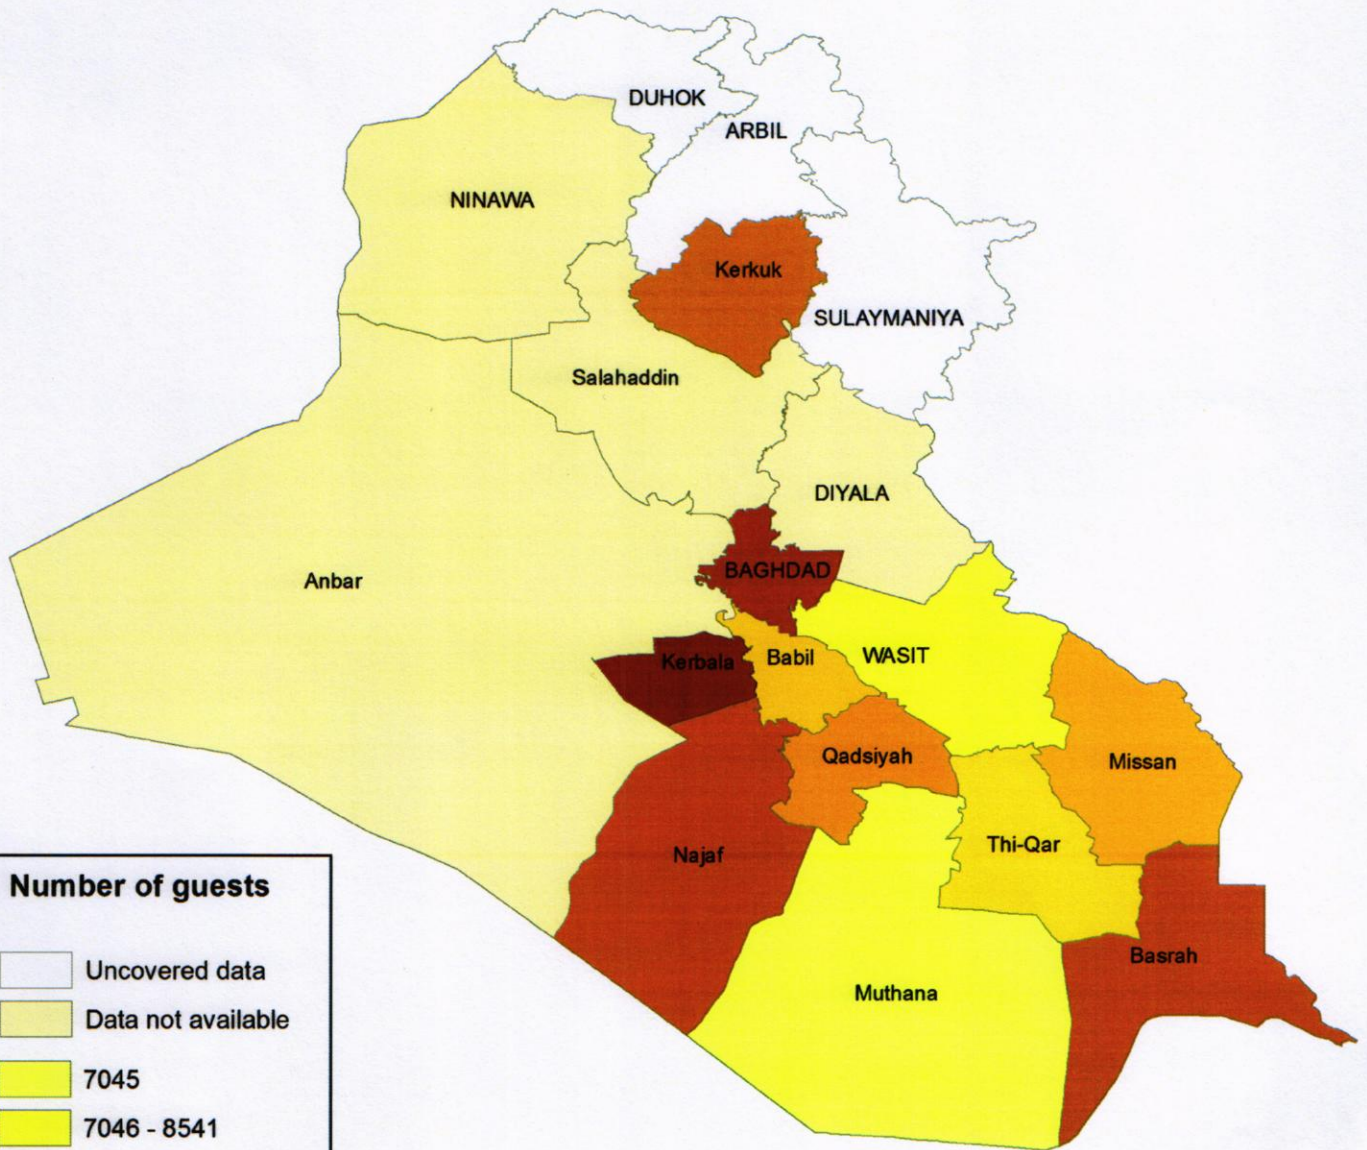 DUHOK
ARBIL
NINAWA
Kerkuk
SULAYMANIYA
Salahaddin
DIYALA
Anbar
BAGHDAD
Kerbala
Babil
WASIT
Qadsiyah
Missan
Najaf
Thi-Qar
Basrah
Muthana
Number of guests
Uncovered data
Data not available
7045
7046 - 8541